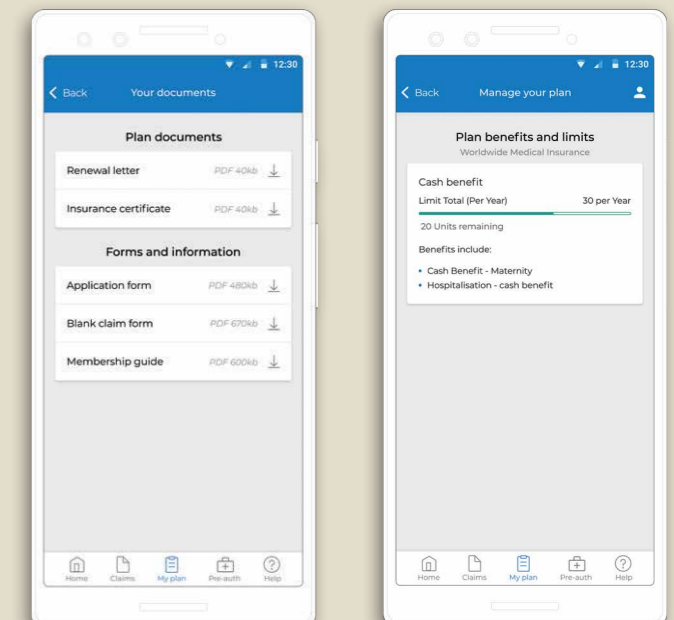 12:30
Back Your documents
Plan documents
Renewal letter PDF 40kb
Insurance certificate PDF 40kb
Forms and information
Application form PDF 480kb
Blank claim form PDF 670kb
Membership guide PDF 600kb
Home Claims My plan Pre-auth Help
12:30
Back Manage your plan
Plan benefits and limits
Worldwide Medical Insurance
Cash benefit
Limit Total (Per Year) 30 per Year
20 Units remaining
Benefits include:
• Cash Benefit - Maternity
• Hospitalisation - cash benefit
Home Claims My plan Pre-auth Help